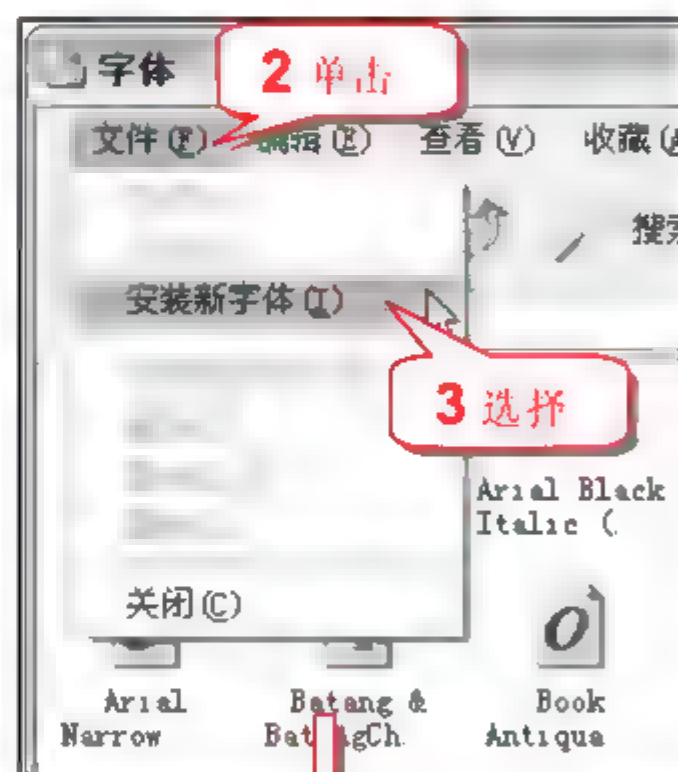 字体
2 单击
文件(F) 编辑(E) 查看(V) 收藏(A
搜索
安装新字体(I)
3 选择
Arial Black
Italic (.
关闭(C)
Arial
Narrow
Batang &
Book
Antiqua